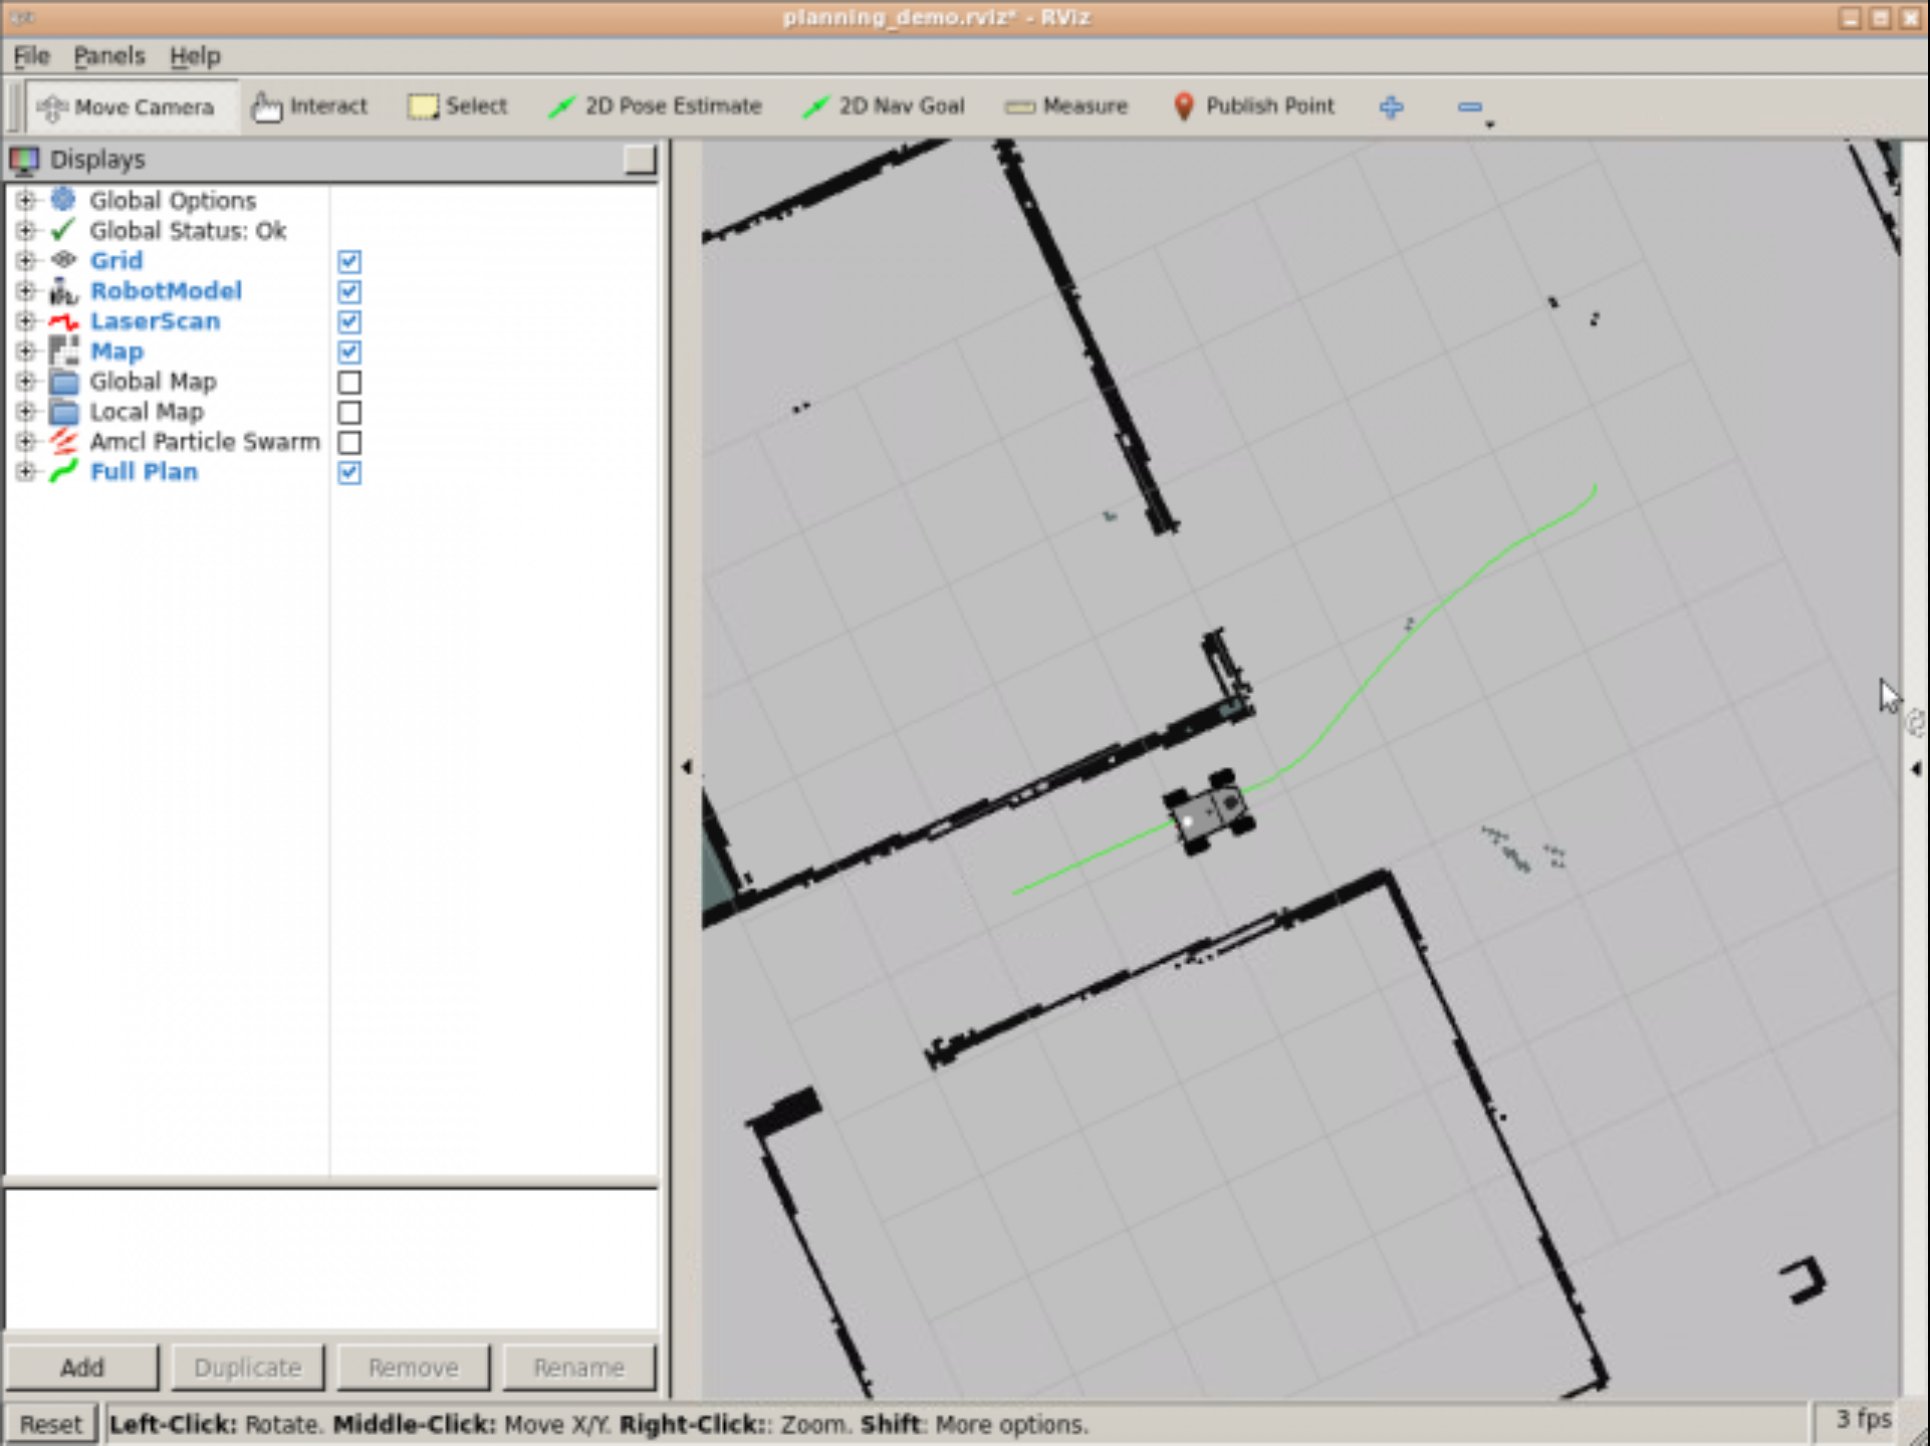 planning_demo.rviz* - RViz
File Panels Help
Move Camera Interact Select 2D Pose Estimate 2D Nav Goal Measure Publish Point
Displays
Global Options
Global Status: Ok
Grid
RobotModel
LaserScan
Map
Global Map
Local Map
Amcl Particle Swarm
Full Plan
Add Duplicate Remove Rename
Reset Left-Click: Rotate. Middle-Click: Move X/Y. Right-Click:: Zoom. Shift: More options. 3 fps